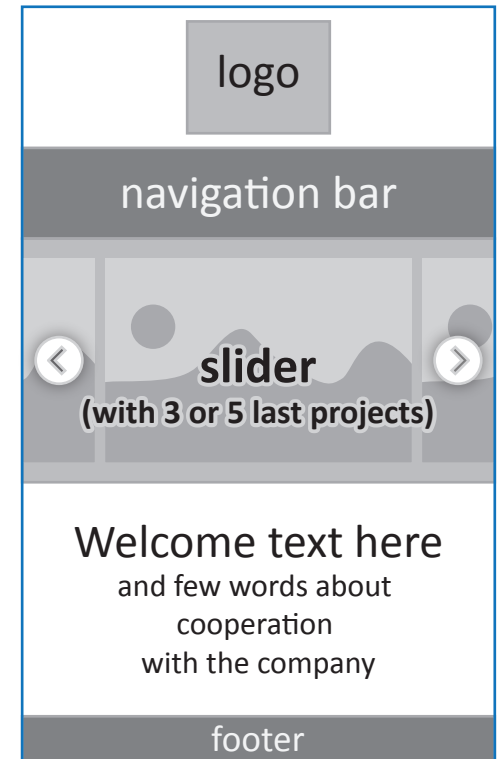 logo
navigation bar
slider
(with 3 or 5 last projects)
Welcome text here
and few words about
cooperation
with the company
footer